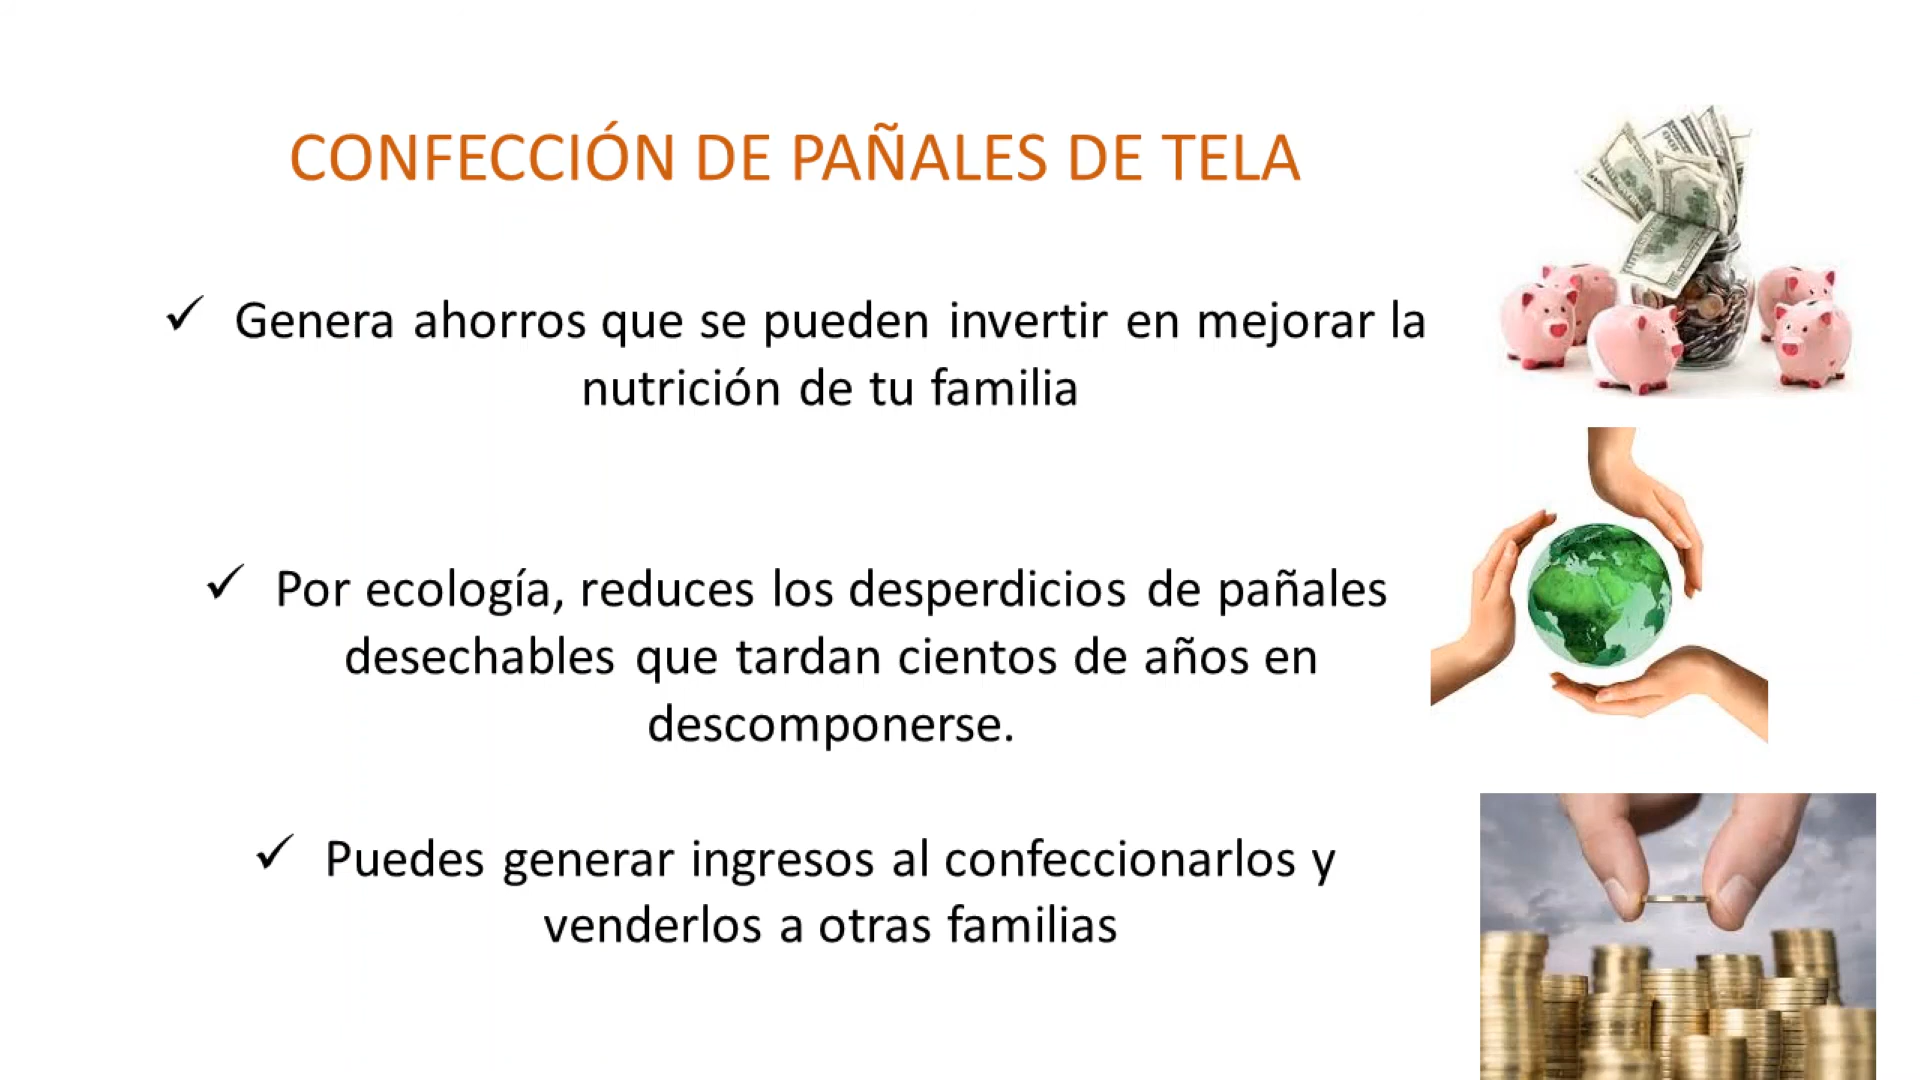 CONFECCIÓN DE PAÑALES DE TELA
✓ Genera ahorros que se pueden invertir en mejorar la
nutrición de tu familia
✓ Por ecología, reduces los desperdicios de pañales
desechables que tardan cientos de años en
descomponerse.
✓ Puedes generar ingresos al confeccionarlos y
venderlos a otras familias